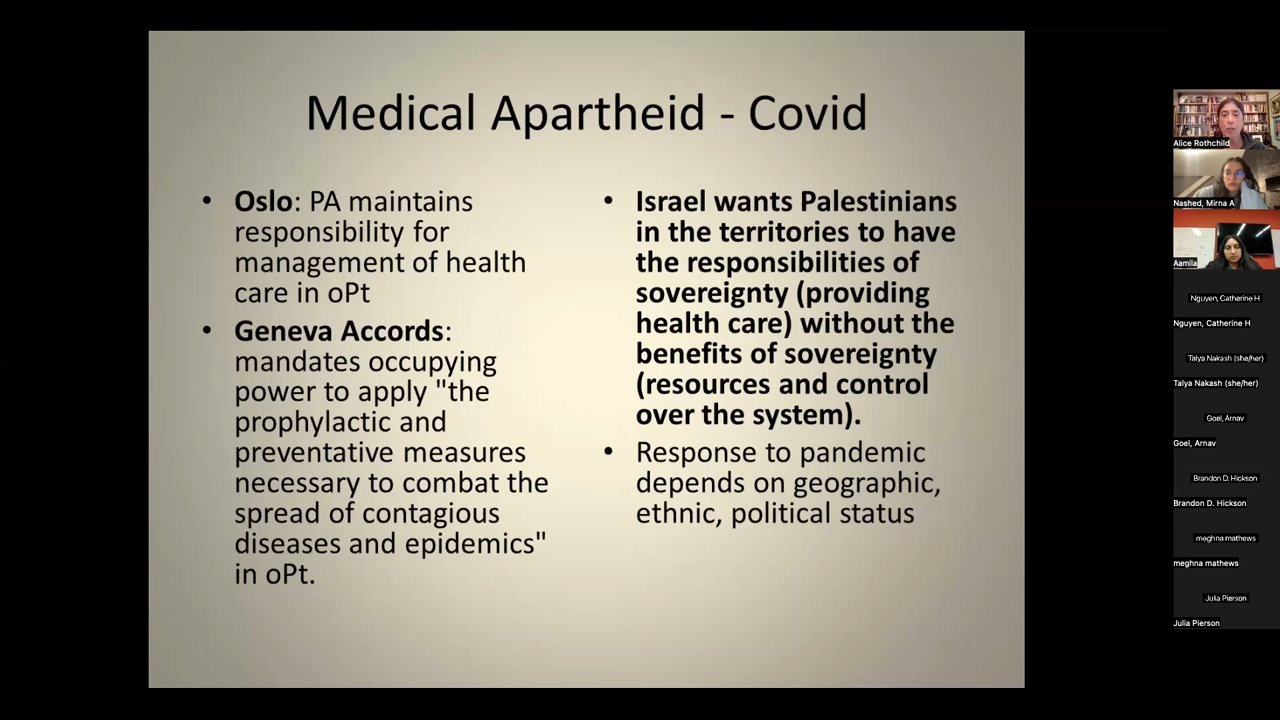 Medical Apartheid - Covid
• Oslo: PA maintains
responsibility for
management of health
care in oPt
• Geneva Accords:
mandates occupying
power to apply "the
prophylactic and
preventative measures
necessary to combat the
spread of contagious
diseases and epidemics"
in oPt.
• Israel wants Palestinians
in the territories to have
the responsibilities of
sovereignty (providing
health care) without the
benefits of sovereignty
(resources and control
over the system).
• Response to pandemic
depends on geographic,
ethnic, political status
Alice Rothchild
Nashed, Mirna A
Aamila
Nguyen, Catherine H
Nguyen, Catherine H
Talya Nakash (she/her)
Talya Nakash (she/her)
Goel, Arnav
Goel, Arnav
Brandon D. Hickson
Brandon D. Hickson
meghna mathews
meghna mathews
Julia Pierson
Julia Pierson